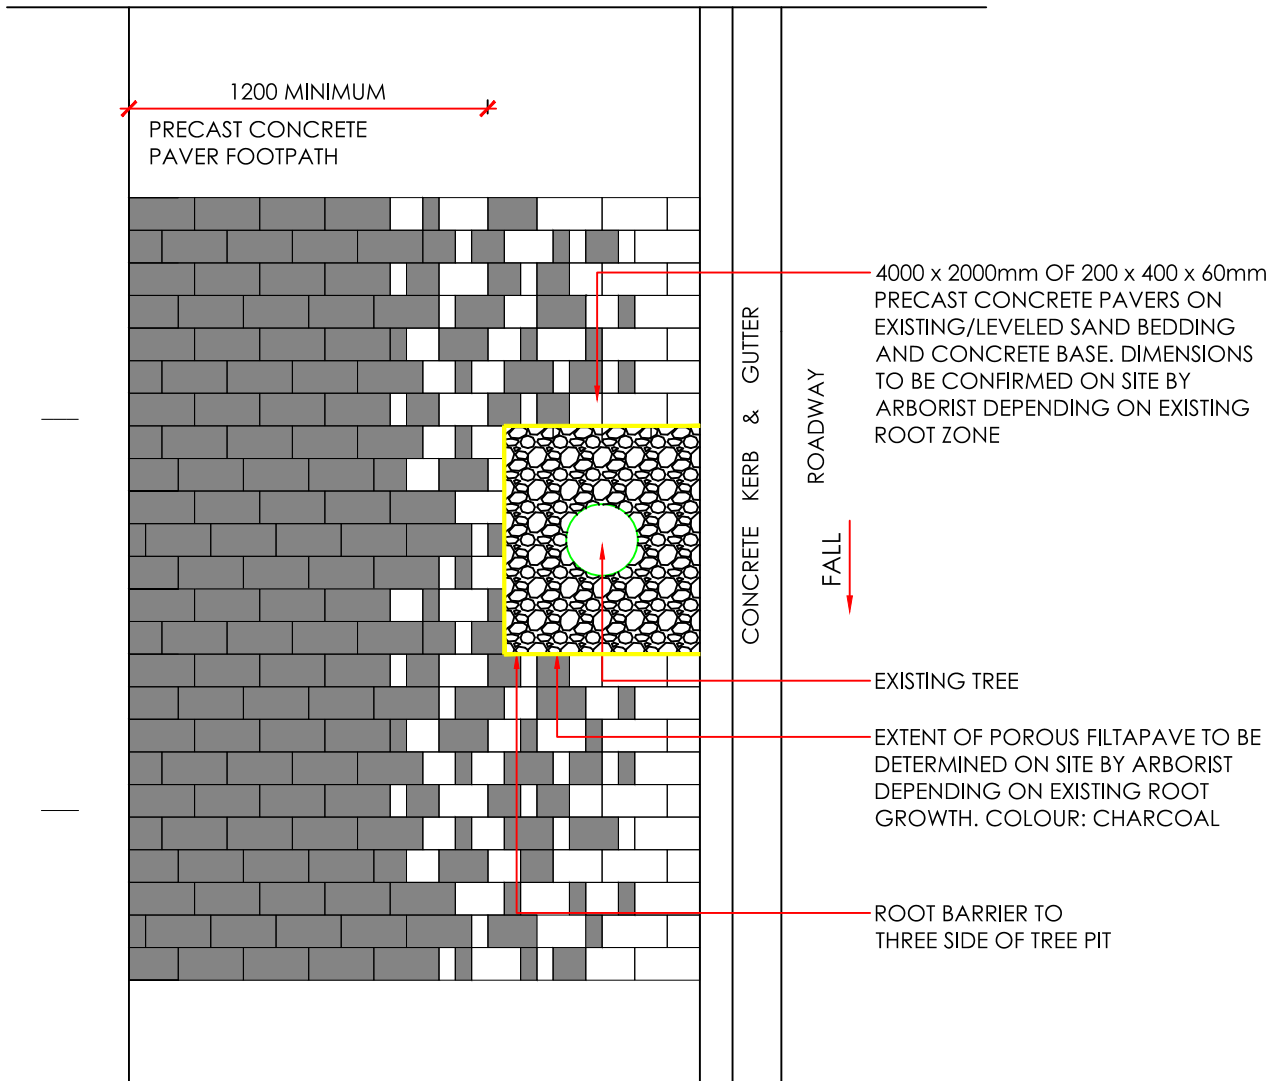 1200 MINIMUM
PRECAST CONCRETE
PAVER FOOTPATH
4000 x 2000mm OF 200 x 400 x 60mm
PRECAST CONCRETE PAVERS ON
EXISTING/LEVELED SAND BEDDING
AND CONCRETE BASE. DIMENSIONS
TO BE CONFIRMED ON SITE BY
ARBORIST DEPENDING ON EXISTING
ROOT ZONE
CONCRETE KERB & GUTTER
ROADWAY
FALL
EXISTING TREE
EXTENT OF POROUS FILTAPAVE TO BE
DETERMINED ON SITE BY ARBORIST
DEPENDING ON EXISTING ROOT
GROWTH. COLOUR: CHARCOAL
ROOT BARRIER TO
THREE SIDE OF TREE PIT